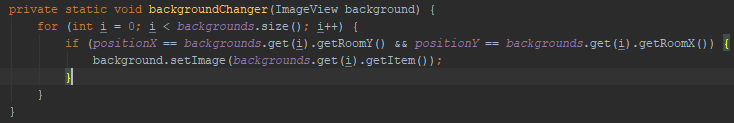 private static void backgroundChanger(ImageView background) {
    for (int i = 0; i < backgrounds.size(); i++) {
        if (positionX == backgrounds.get(i).getRoomY() && positionY == backgrounds.get(i).getRoomX()) {
            background.setImage(backgrounds.get(i).getItem());
        }
    }
}